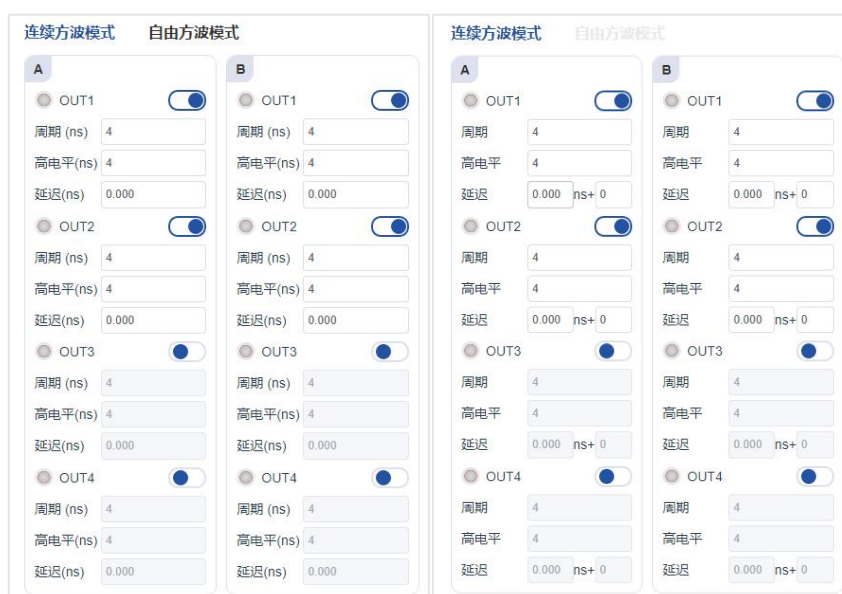 连续方波模式 自由方波模式
A B
OUT1 OUT1
周期 (ns) 4 周期 (ns) 4
高电平(ns) 4 高电平(ns) 4
延迟(ns) 0.000 延迟(ns) 0.000
OUT2 OUT2
周期 (ns) 4 周期 (ns) 4
高电平(ns) 4 高电平(ns) 4
延迟(ns) 0.000 延迟(ns) 0.000
OUT3 OUT3
周期 (ns) 4 周期 (ns) 4
高电平(ns) 4 高电平(ns) 4
延迟(ns) 0.000 延迟(ns) 0.000
OUT4 OUT4
周期 (ns) 4 周期 (ns) 4
高电平(ns) 4 高电平(ns) 4
延迟(ns) 0.000 延迟(ns) 0.000
连续方波模式 自由方波模式
A B
OUT1 OUT1
周期 4 周期 4
高电平 4 高电平 4
延迟 0.000 ns+ 0 延迟 0.000 ns+ 0
OUT2 OUT2
周期 4 周期 4
高电平 4 高电平 4
延迟 0.000 ns+ 0 延迟 0.000 ns+ 0
OUT3 OUT3
周期 4 周期 4
高电平 4 高电平 4
延迟 0.000 ns+ 0 延迟 0.000 ns+ 0
OUT4 OUT4
周期 4 周期 4
高电平 4 高电平 4
延迟 0.000 ns+ 0 延迟 0.000 ns+ 0